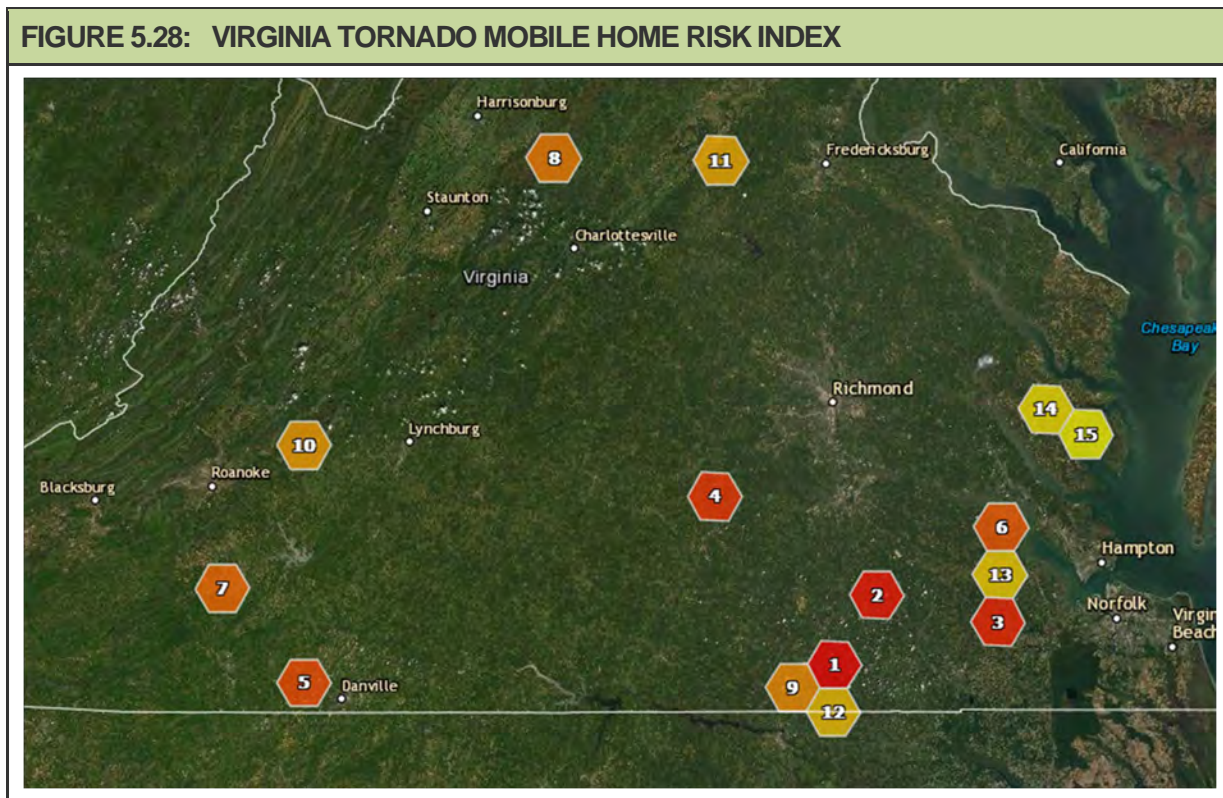 FIGURE 5.28: VIRGINIA TORNADO MOBILE HOME RISK INDEX
Harrisonburg
8
11
Fredericksburg
California
Staunton
Charlottesville
Virginia
Chesapeak
Bay
Richmond
14
15
Lynchburg
10
Roanoke
Blacksburg
4
6
Hampton
13
7
2
Norfolk
3
Virgin
Beach
1
5
Danville
9
12